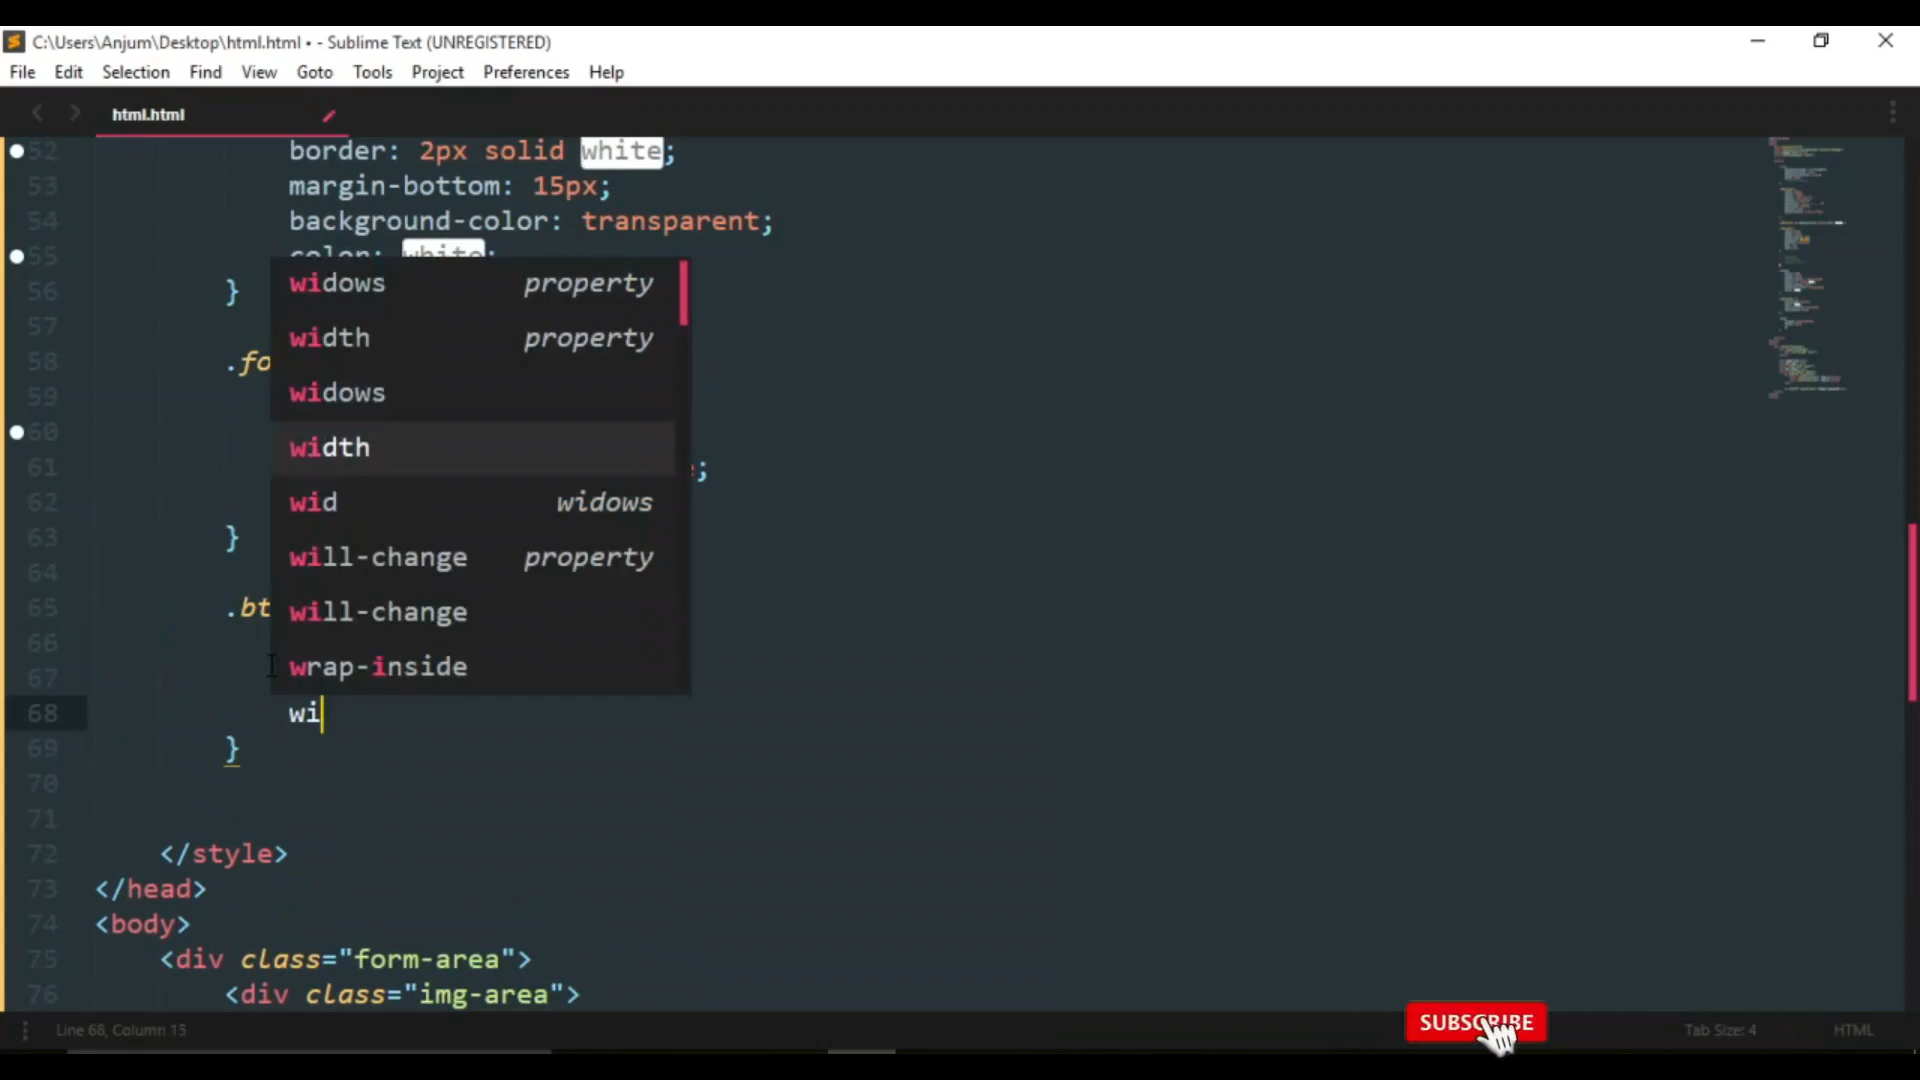 C:\Users\Anjum\Desktop\html.html • - Sublime Text (UNREGISTERED)
File Edit Selection Find View Goto Tools Project Preferences Help
html.html
52 border: 2px solid white;
53 margin-bottom: 15px;
54 background-color: transparent;
55 color: white;
56 }
57
58 .fo
59
60
61 ;
62
63 }
64
65 .bt
66
67
68 wi
69 }
70
71
72 </style>
73 </head>
74 <body>
75 <div class="form-area">
76 <div class="img-area">
widows property
width property
widows
width
wid widows
will-change property
will-change
wrap-inside
Line 68, Column 15
SUBSCRIBE
Tab Size: 4
HTML